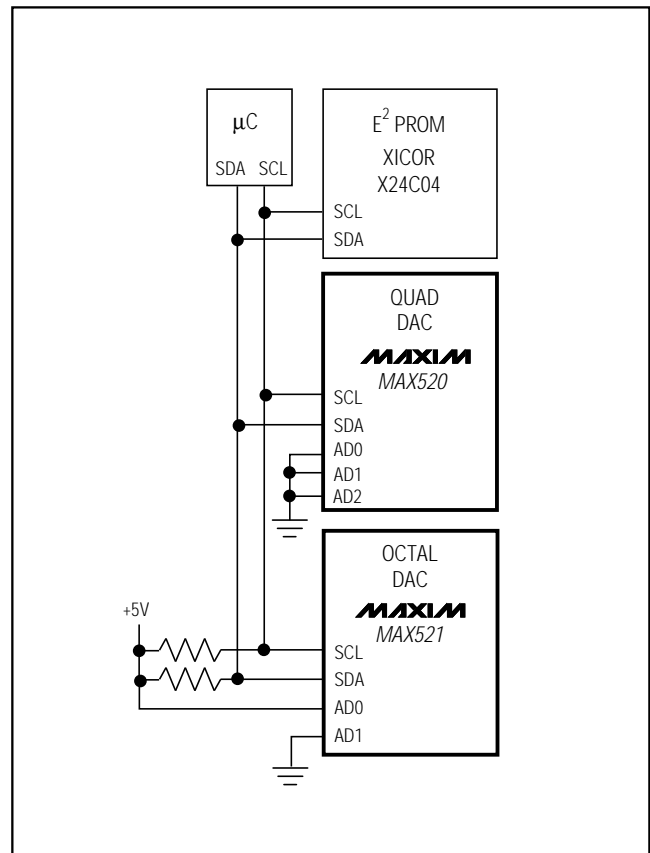 μC
SDA SCL
E² PROM
XICOR
X24C04
SCL
SDA
QUAD
DAC
MAXIM
MAX520
SCL
SDA
AD0
AD1
AD2
OCTAL
DAC
MAXIM
MAX521
+5V
SCL
SDA
AD0
AD1